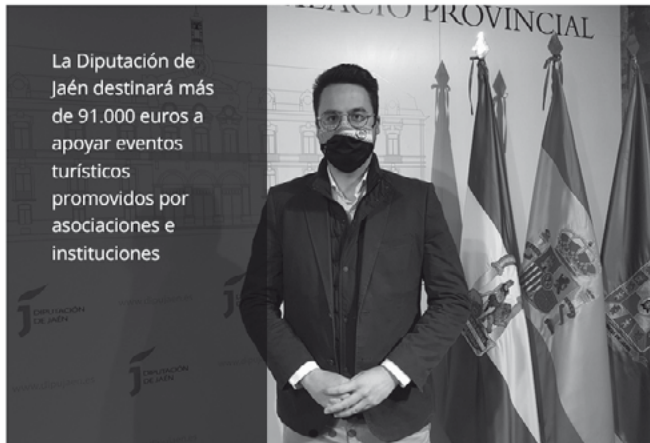 PALACIO PROVINCIAL
La Diputación de
Jaén destinará más
de 91.000 euros a
apoyar eventos
turísticos
promovidos por
asociaciones e
instituciones
DIPUTACIÓN
DE JAÉN
DIPUTACIÓN
DE JAÉN